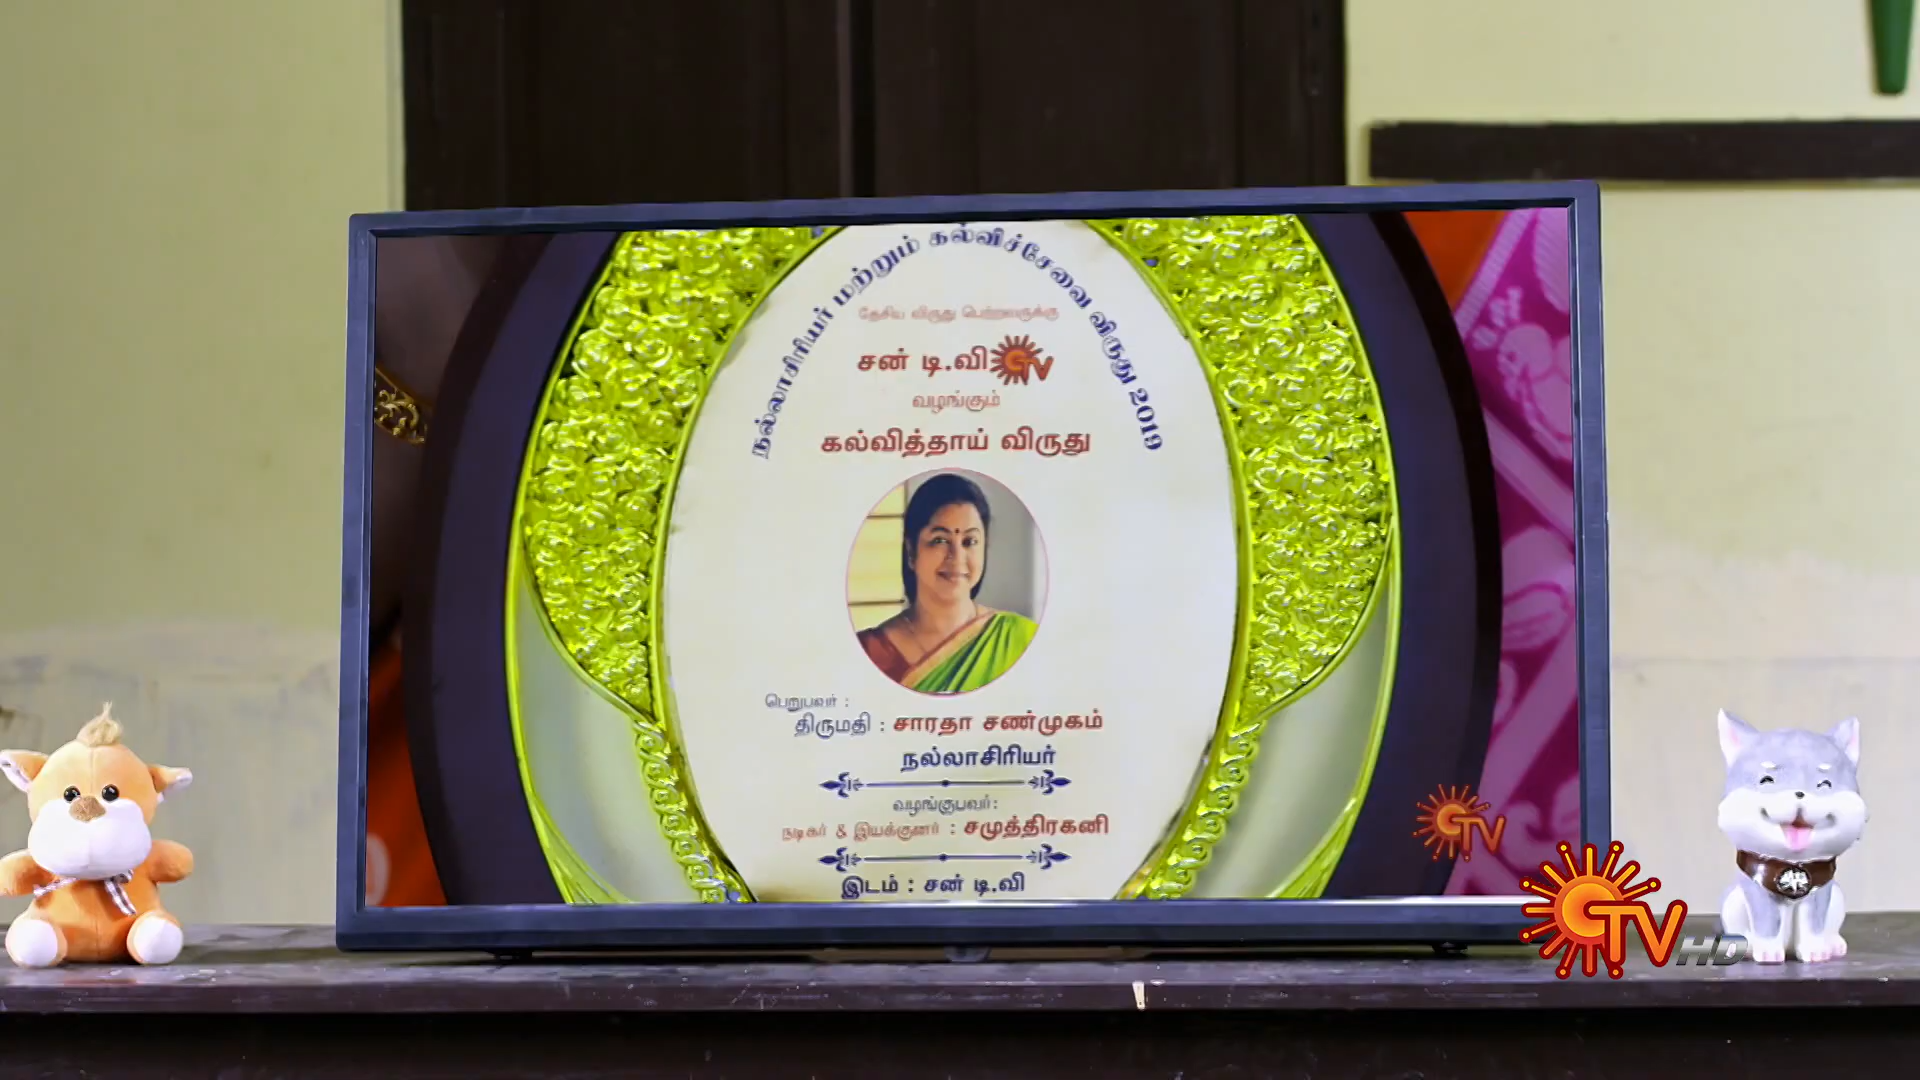 நல்லாசிரியர் மற்றும் கல்விச்சேவை விருது 2019
தேசிய விருது பெற்றவருக்கு
சன் டி.வி TV
வழங்கும்
கல்வித்தாய் விருது
பெறுபவர் :
திருமதி : சாரதா சண்முகம்
நல்லாசிரியர்
வழங்குபவர்:
நடிகர் & இயக்குனர் : சமுத்திரகனி
இடம் : சன் டி.வி
TV
TV HD